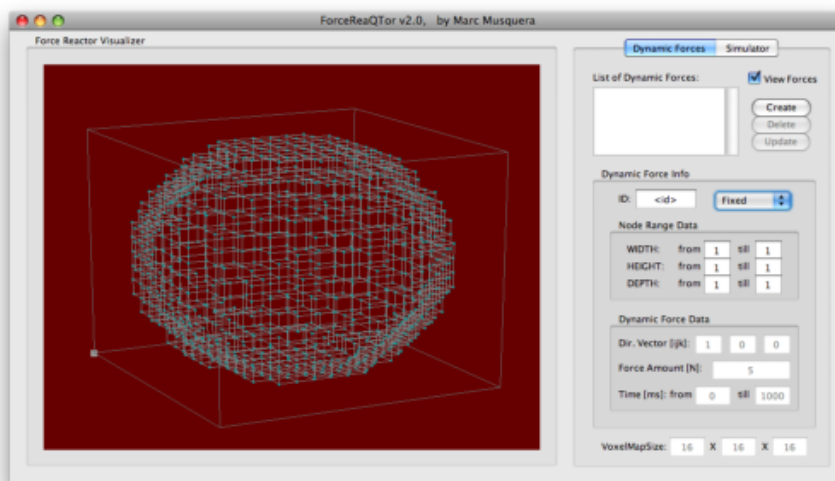 ForceReaQTor v2.0, by Marc Musquera
Force Reactor Visualizer
Dynamic Forces Simulator
List of Dynamic Forces: View Forces
Create
Delete
Update
Dynamic Force Info
ID: <id> Fixed
Node Range Data
WIDTH: from 1 till 1
HEIGHT: from 1 till 1
DEPTH: from 1 till 1
Dynamic Force Data
Dir. Vector [ijk]: 1 0 0
Force Amount [N]: 5
Time [ms]: from 0 till 1000
VoxelMapSize: 16 X 16 X 16